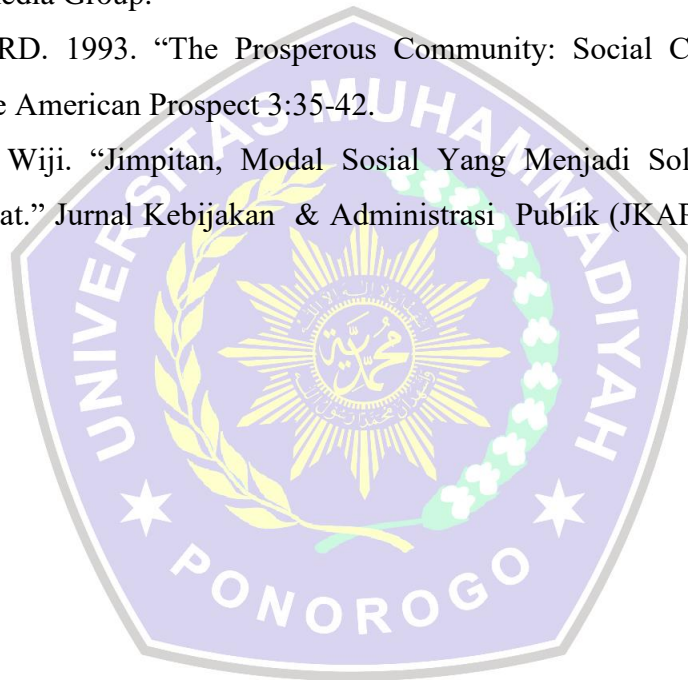 edia Group.
RD. 1993. “The Prosperous Community: Social C
e American Prospect 3:35-42.
Wiji. “Jimpitan, Modal Sosial Yang Menjadi Sol
at.” Jurnal Kebijakan & Administrasi Publik (JKAP
UNIVERSITAS MUHAMMADIYAH
محمدية
PONOROGO